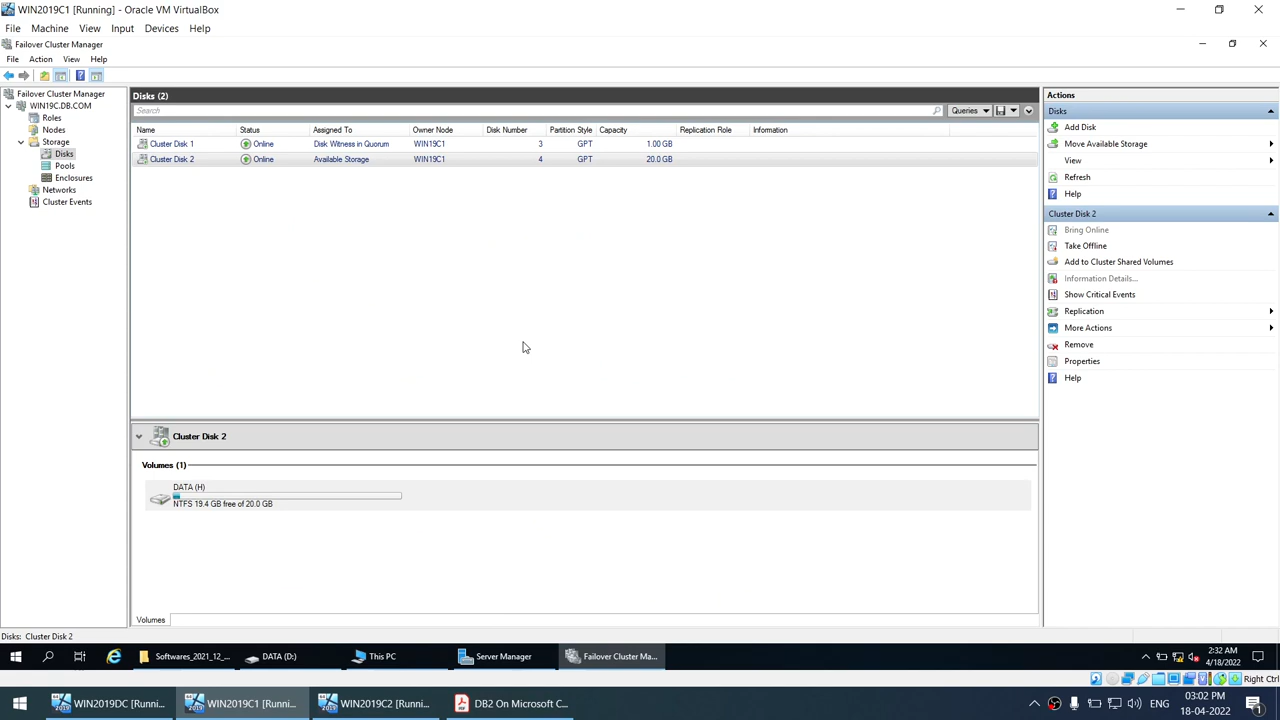 WIN2019C1 [Running] - Oracle VM VirtualBox
File Machine View Input Devices Help
Failover Cluster Manager
File Action View Help
Failover Cluster Manager
WIN19C.DB.COM
Roles
Nodes
Storage
Disks
Pools
Enclosures
Networks
Cluster Events
Disks (2)
Search
Queries
Name Status Assigned To Owner Node Disk Number Partition Style Capacity Replication Role Information
Cluster Disk 1 Online Disk Witness in Quorum WIN19C1 3 GPT 1.00 GB
Cluster Disk 2 Online Available Storage WIN19C1 4 GPT 20.0 GB
Cluster Disk 2
Volumes (1)
DATA (H)
NTFS 19.4 GB free of 20.0 GB
Volumes
Actions
Disks
Add Disk
Move Available Storage
View
Refresh
Help
Cluster Disk 2
Bring Online
Take Offline
Add to Cluster Shared Volumes
Information Details...
Show Critical Events
Replication
More Actions
Remove
Properties
Help
Disks: Cluster Disk 2
Softwares_2021_12_... DATA (D:) This PC Server Manager Failover Cluster Ma...
ENG
2:32 AM
4/18/2022
1
Right Ctrl
WIN2019DC [Runni... WIN2019C1 [Runni... WIN2019C2 [Runni... DB2 On Microsoft C...
ENG
03:02 PM
18-04-2022